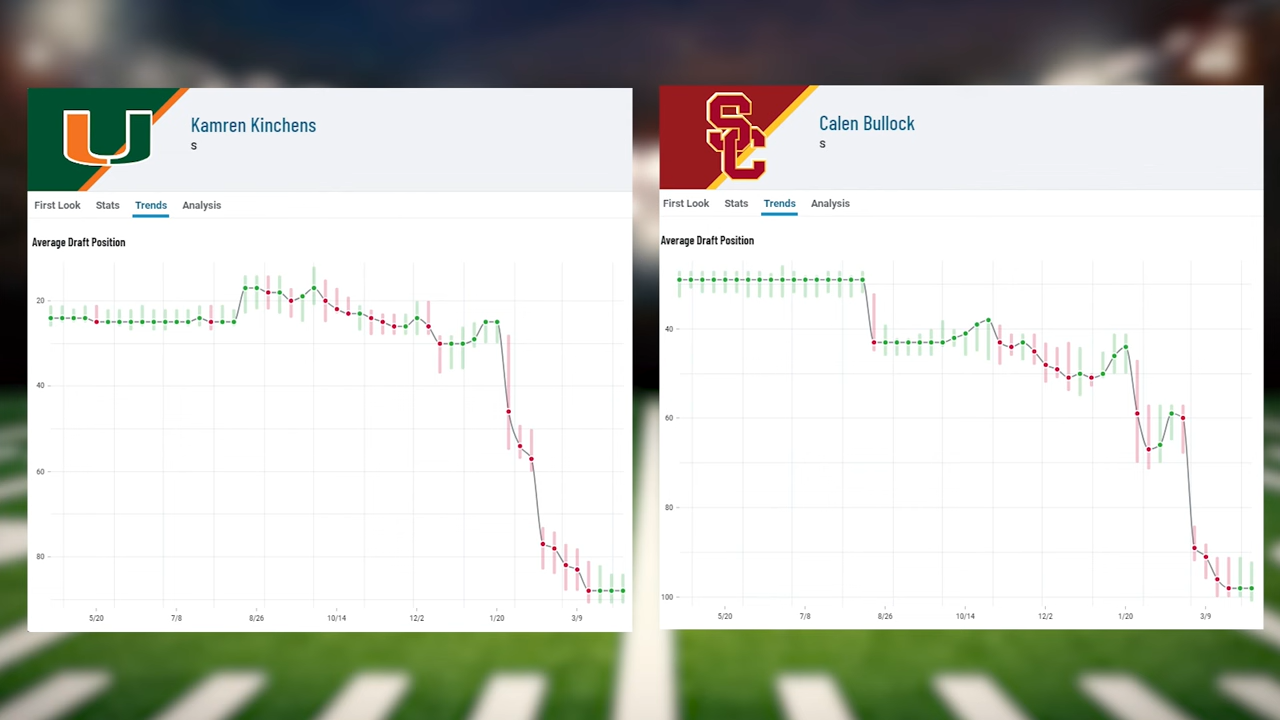 U
Kamren Kinchens
S
First Look Stats Trends Analysis
Average Draft Position
20
40
60
80
5/20 7/8 8/26 10/14 12/2 1/20 3/9
SC
Calen Bullock
S
First Look Stats Trends Analysis
Average Draft Position
40
60
80
100
5/20 7/8 8/26 10/14 12/2 1/20 3/9